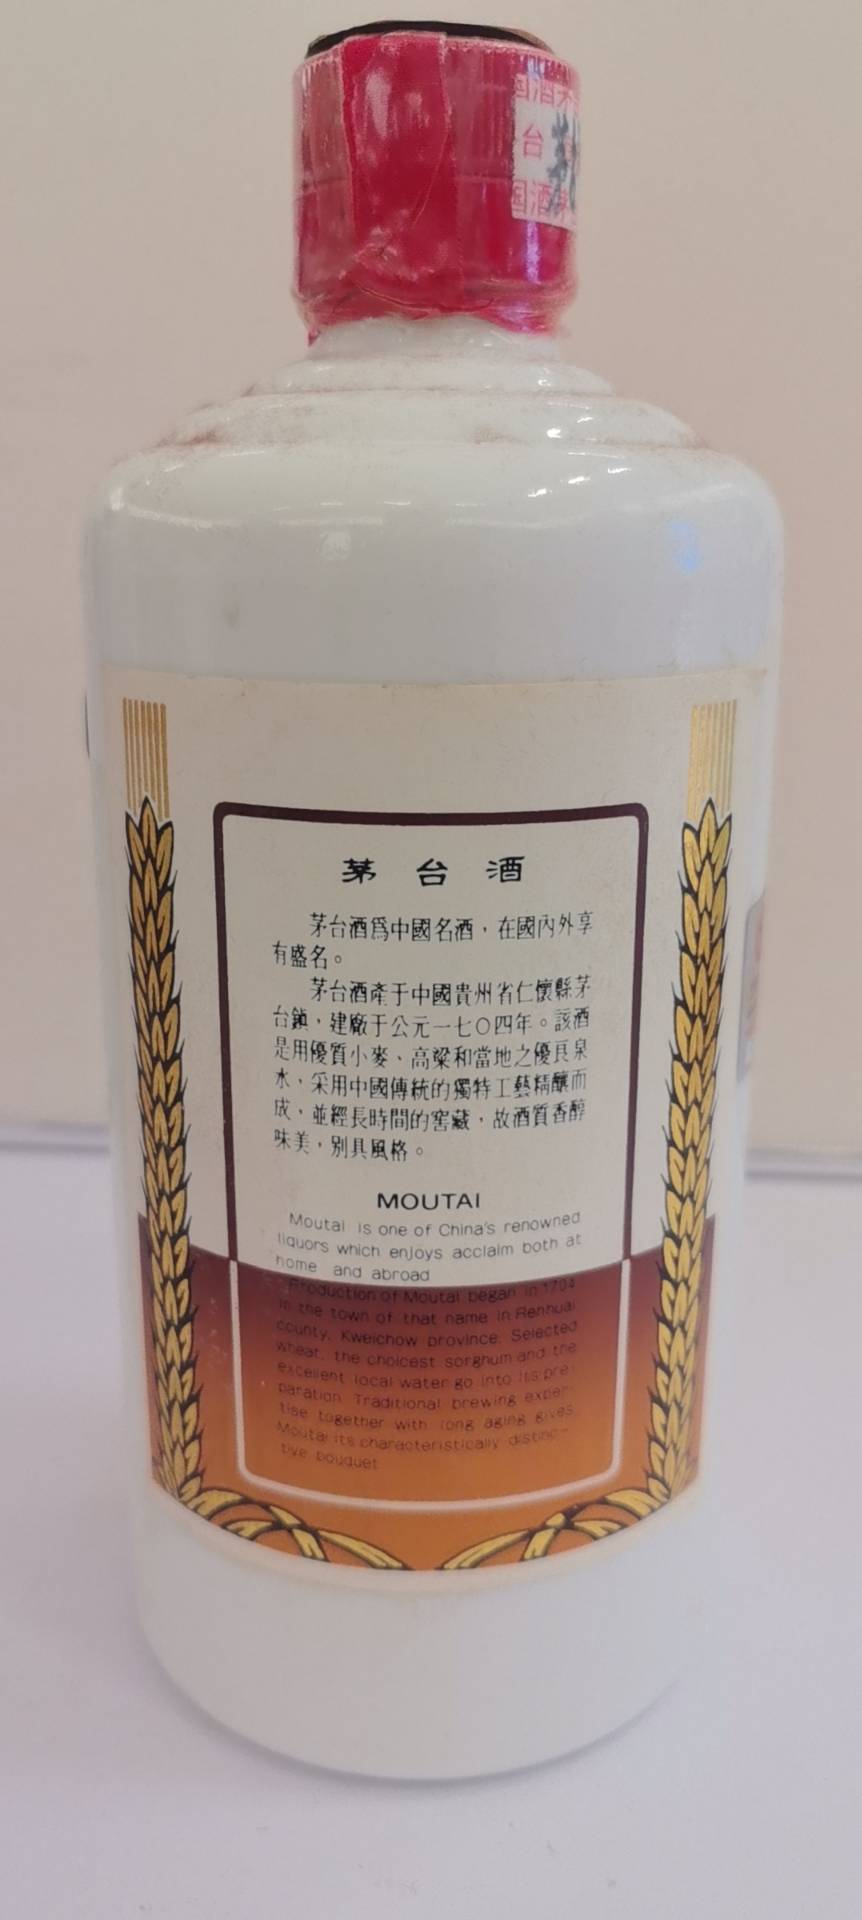 国酒
台
国酒
茅台酒
茅台酒爲中國名酒，在國內外享
有盛名。
茅台酒產于中國貴州省仁懷縣茅
台鎮，建廠于公元一七〇四年。該酒
是用優質小麥、高粱和當地之優良泉
水，采用中國傳統的獨特工藝精釀而
成，並經長時間的窖藏，故酒質香醇
味美，别具風格。
MOUTAI
Moutai is one of China's renowned
liquors which enjoys acclaim both at
home and abroad
Production of Moutai began in 1704
in the town of that name in Renhuai
county, Kweichow province. Selected
wheat, the choicest sorghum and the
excellent local water go into its pre-
paration. Traditional brewing exper-
tise together with long aging gives
Moutai its characteristically distinc-
tive bouquet